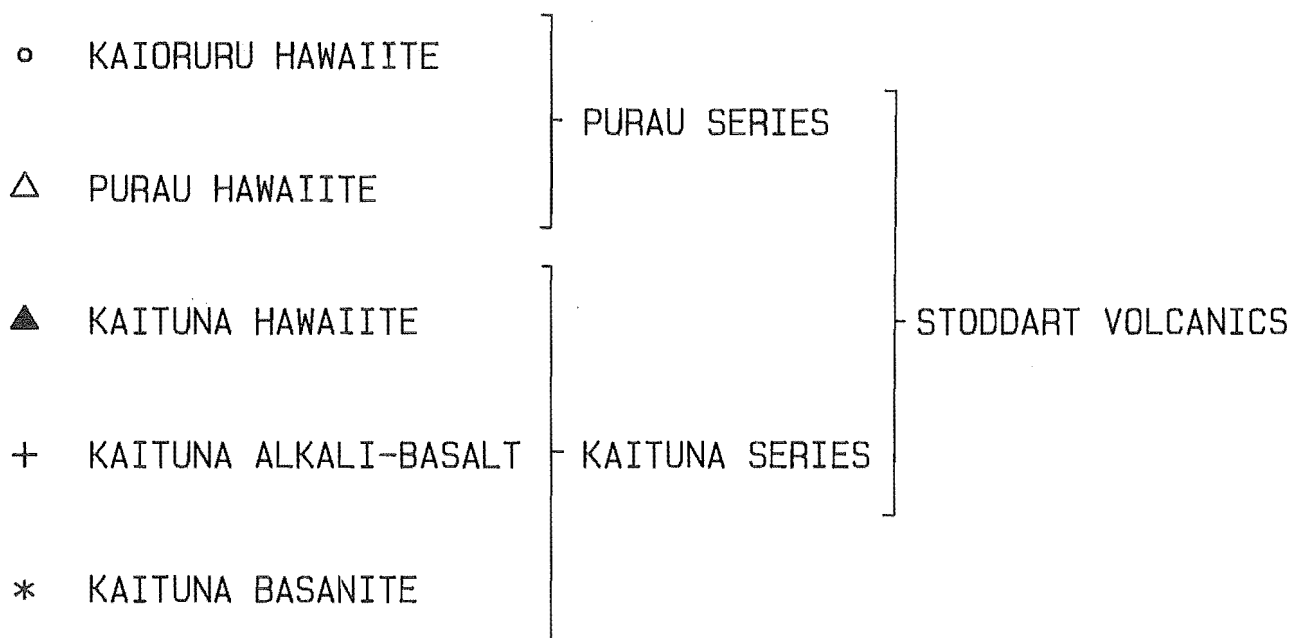 KAIORURU HAWAIITE
PURAU SERIES
PURAU HAWAIITE
KAITUNA HAWAIITE
STODDART VOLCANICS
KAITUNA ALKALI-BASALT
KAITUNA SERIES
KAITUNA BASANITE